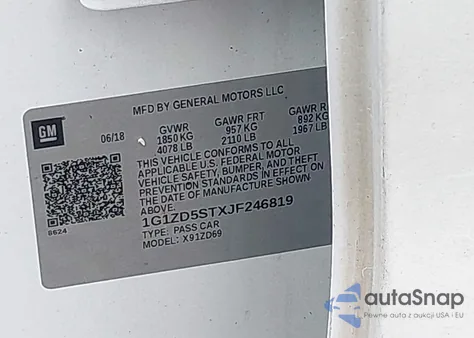 MFD BY GENERAL MOTORS LLC
GM
06/18
GVWR GAWR FRT GAWR R
1850 KG 957 KG 892 KG
4078 LB 2110 LB 1967 LB
THIS VEHICLE CONFORMS TO ALL
APPLICABLE U.S. FEDERAL MOTOR
VEHICLE SAFETY, BUMPER, AND THEFT
PREVENTION STANDARDS IN EFFECT ON
THE DATE OF MANUFACTURE SHOWN
ABOVE.
1G1ZD5STXJF246819
TYPE: PASS CAR
MODEL: X91ZD69
8624
autaSnap
Pewne auta z aukcji USA i EU